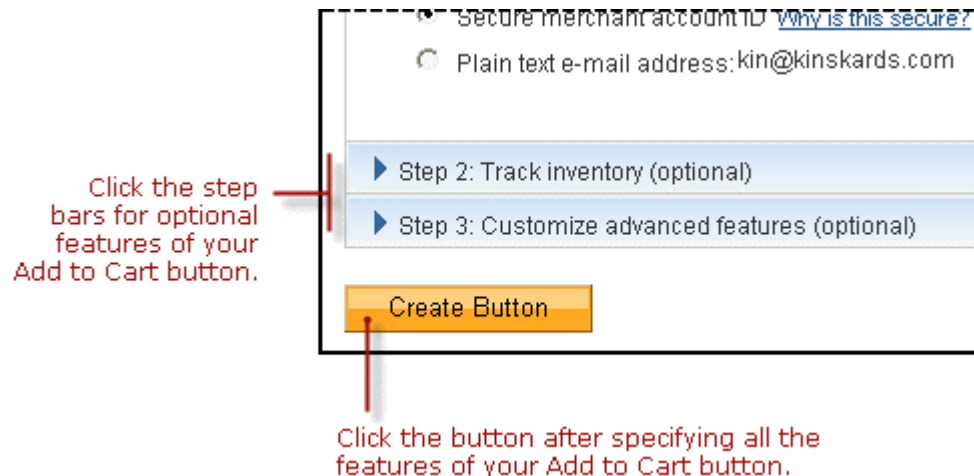 Secure merchant account ID Why is this secure?
Plain text e-mail address: kin@kinskards.com
Step 2: Track inventory (optional)
Step 3: Customize advanced features (optional)
Click the step
bars for optional
features of your
Add to Cart button.
Create Button
Click the button after specifying all the
features of your Add to Cart button.